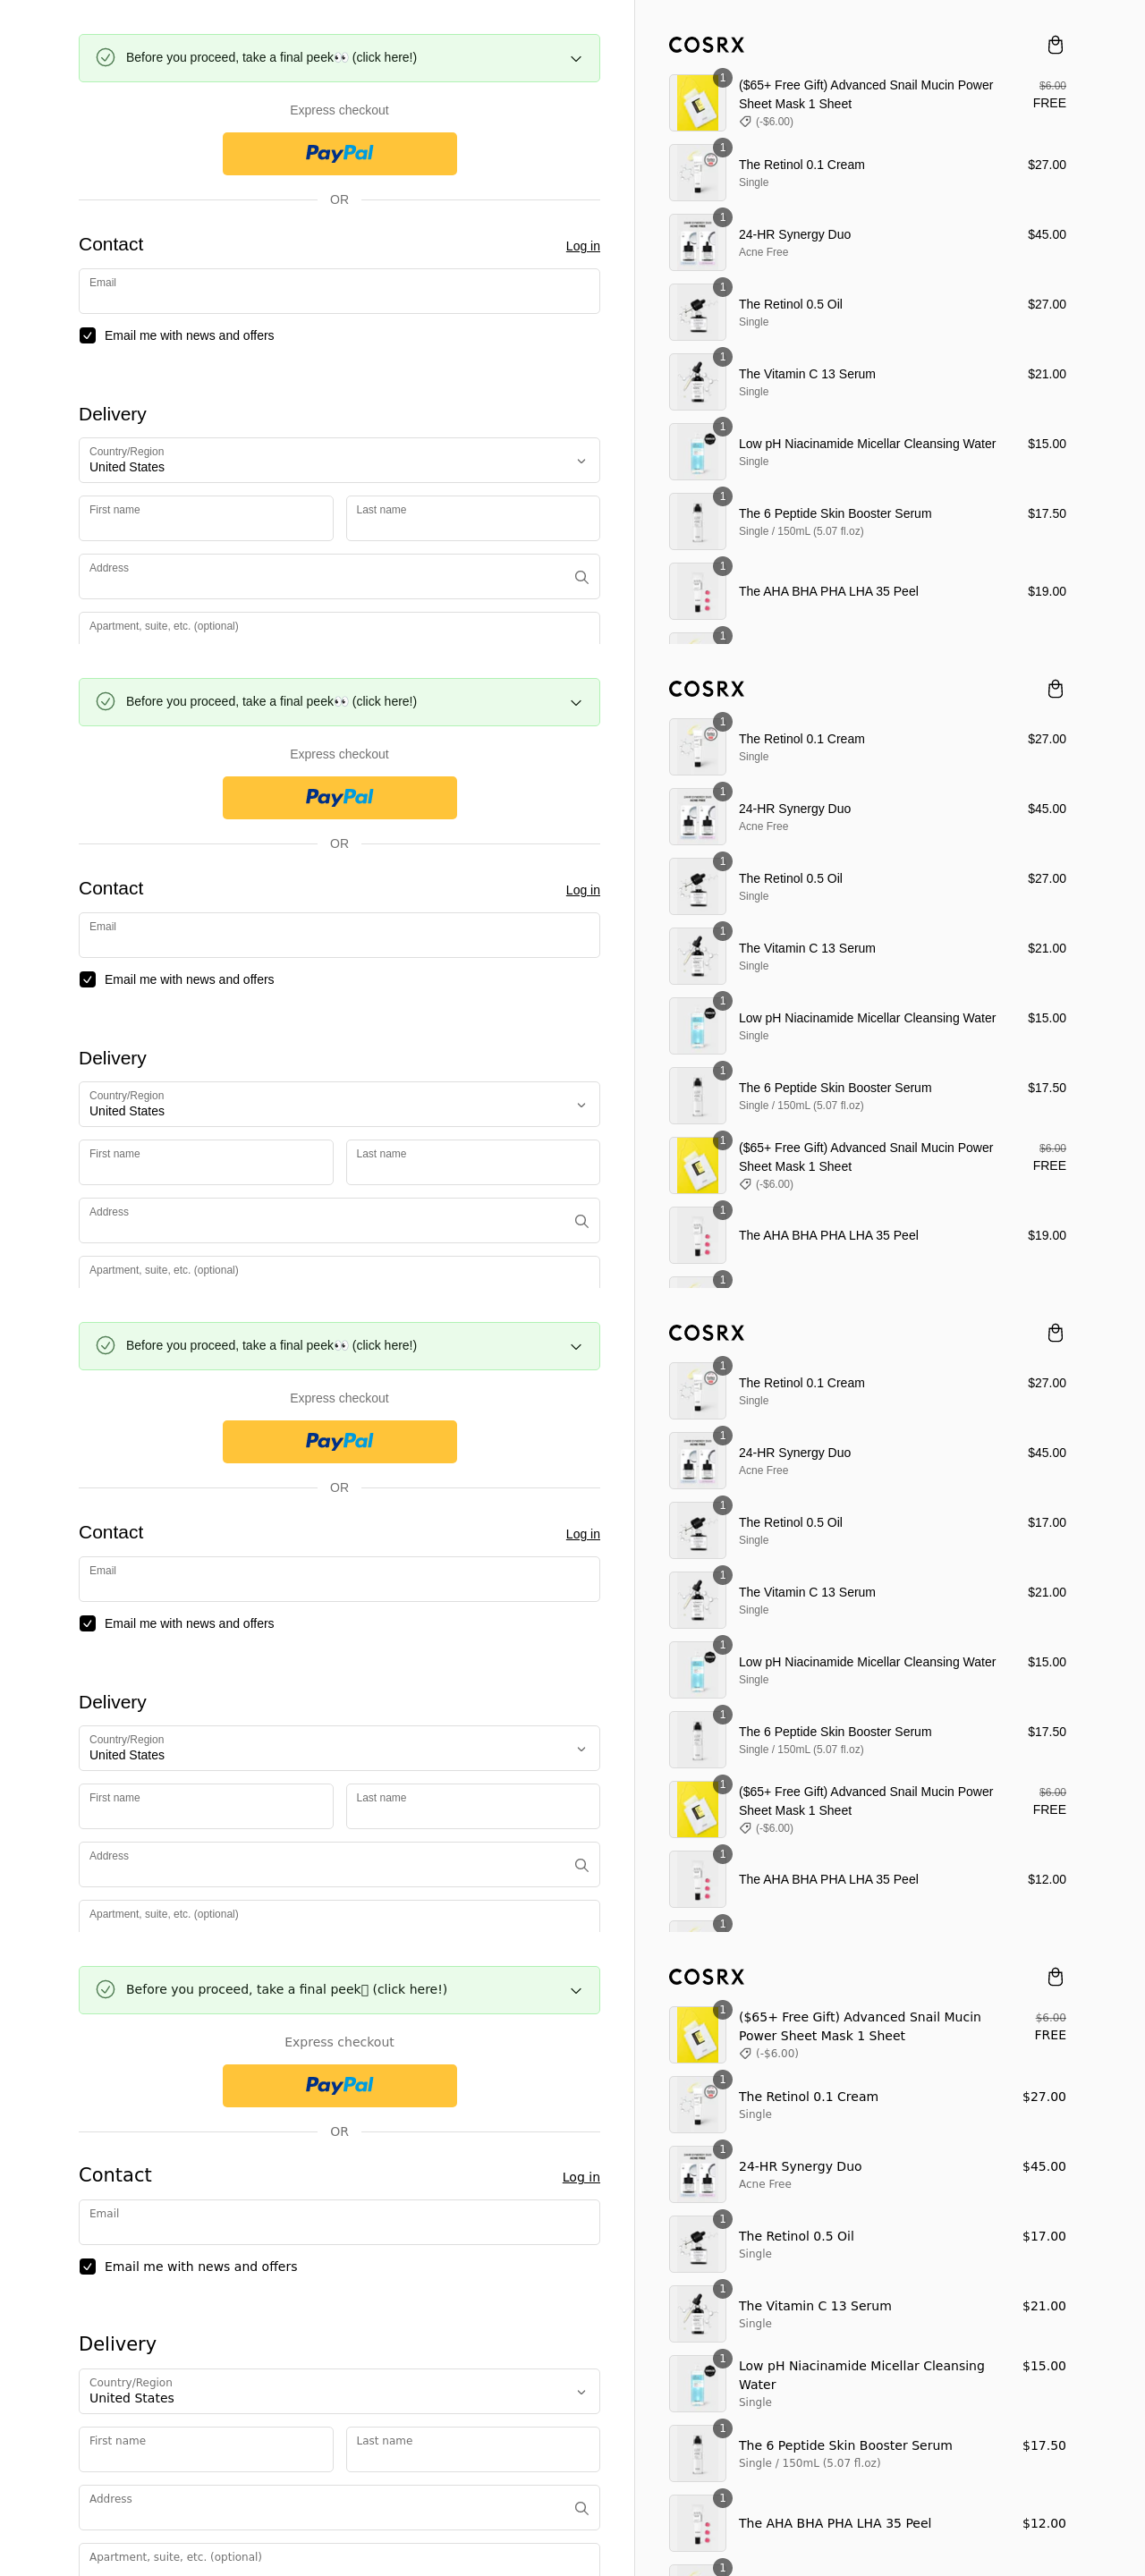 Before you proceed, take a final peek👀 (click here!)
Express checkout
PayPal
OR
Contact
Log in
Email
Email me with news and offers
Delivery
Country/Region
United States
First name
Last name
Address
Apartment, suite, etc. (optional)
COSRX
1
($65+ Free Gift) Advanced Snail Mucin Power
Sheet Mask 1 Sheet
(-$6.00)
$6.00
FREE
1
The Retinol 0.1 Cream
Single
$27.00
1
24-HR Synergy Duo
Acne Free
$45.00
1
The Retinol 0.5 Oil
Single
$27.00
1
The Vitamin C 13 Serum
Single
$21.00
1
Low pH Niacinamide Micellar Cleansing Water
Single
$15.00
1
The 6 Peptide Skin Booster Serum
Single / 150mL (5.07 fl.oz)
$17.50
1
The AHA BHA PHA LHA 35 Peel
$19.00
1
Before you proceed, take a final peek👀 (click here!)
Express checkout
PayPal
OR
Contact
Log in
Email
Email me with news and offers
Delivery
Country/Region
United States
First name
Last name
Address
Apartment, suite, etc. (optional)
COSRX
1
The Retinol 0.1 Cream
Single
$27.00
1
24-HR Synergy Duo
Acne Free
$45.00
1
The Retinol 0.5 Oil
Single
$27.00
1
The Vitamin C 13 Serum
Single
$21.00
1
Low pH Niacinamide Micellar Cleansing Water
Single
$15.00
1
The 6 Peptide Skin Booster Serum
Single / 150mL (5.07 fl.oz)
$17.50
1
($65+ Free Gift) Advanced Snail Mucin Power
Sheet Mask 1 Sheet
(-$6.00)
$6.00
FREE
1
The AHA BHA PHA LHA 35 Peel
$19.00
1
Before you proceed, take a final peek👀 (click here!)
Express checkout
PayPal
OR
Contact
Log in
Email
Email me with news and offers
Delivery
Country/Region
United States
First name
Last name
Address
Apartment, suite, etc. (optional)
COSRX
1
The Retinol 0.1 Cream
Single
$27.00
1
24-HR Synergy Duo
Acne Free
$45.00
1
The Retinol 0.5 Oil
Single
$17.00
1
The Vitamin C 13 Serum
Single
$21.00
1
Low pH Niacinamide Micellar Cleansing Water
Single
$15.00
1
The 6 Peptide Skin Booster Serum
Single / 150mL (5.07 fl.oz)
$17.50
1
($65+ Free Gift) Advanced Snail Mucin Power
Sheet Mask 1 Sheet
(-$6.00)
$6.00
FREE
1
The AHA BHA PHA LHA 35 Peel
$12.00
1
Before you proceed, take a final peek (click here!)
Express checkout
PayPal
OR
Contact
Log in
Email
Email me with news and offers
Delivery
Country/Region
United States
First name
Last name
Address
Apartment, suite, etc. (optional)
COSRX
1
($65+ Free Gift) Advanced Snail Mucin
Power Sheet Mask 1 Sheet
(-$6.00)
$6.00
FREE
1
The Retinol 0.1 Cream
Single
$27.00
1
24-HR Synergy Duo
Acne Free
$45.00
1
The Retinol 0.5 Oil
Single
$17.00
1
The Vitamin C 13 Serum
Single
$21.00
1
Low pH Niacinamide Micellar Cleansing
Water
Single
$15.00
1
The 6 Peptide Skin Booster Serum
Single / 150mL (5.07 fl.oz)
$17.50
1
The AHA BHA PHA LHA 35 Peel
$12.00
1